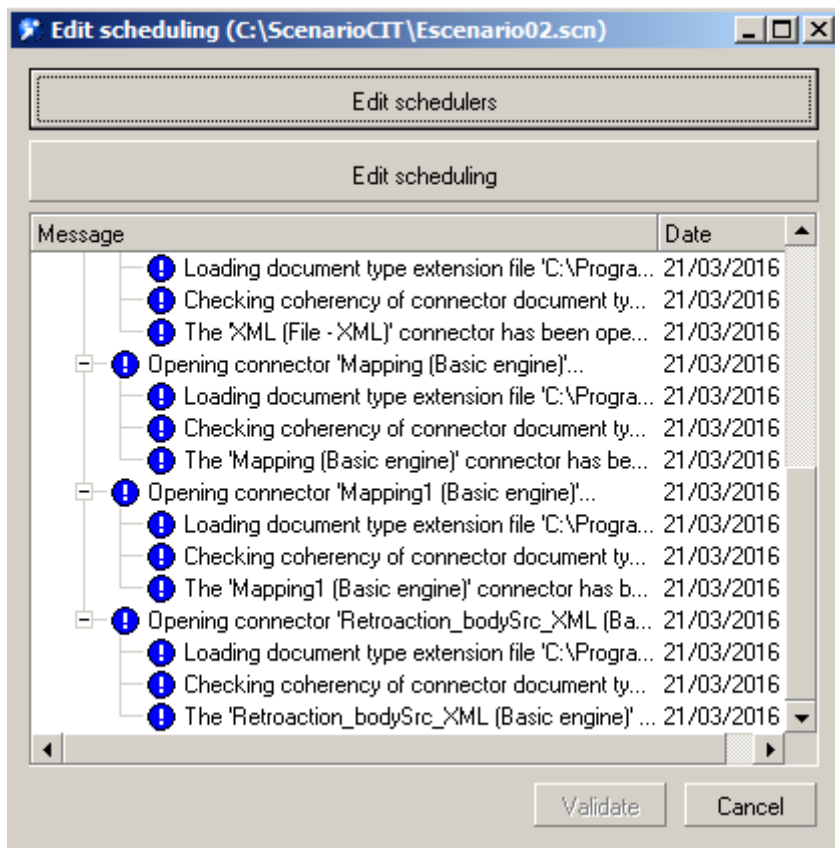 Edit scheduling (C:\ScenarioCIT\Escenario02.scn)
Edit schedulers
Edit scheduling
Message Date
Loading document type extension file 'C:\Progra... 21/03/2016
Checking coherency of connector document ty... 21/03/2016
The 'XML (File - XML)' connector has been ope... 21/03/2016
Opening connector 'Mapping (Basic engine)'... 21/03/2016
Loading document type extension file 'C:\Progra... 21/03/2016
Checking coherency of connector document ty... 21/03/2016
The 'Mapping (Basic engine)' connector has be... 21/03/2016
Opening connector 'Mapping1 (Basic engine)'... 21/03/2016
Loading document type extension file 'C:\Progra... 21/03/2016
Checking coherency of connector document ty... 21/03/2016
The 'Mapping1 (Basic engine)' connector has b... 21/03/2016
Opening connector 'Retroaction_bodySrc_XML (Ba... 21/03/2016
Loading document type extension file 'C:\Progra... 21/03/2016
Checking coherency of connector document ty... 21/03/2016
The 'Retroaction_bodySrc_XML (Basic engine)' ... 21/03/2016
Validate Cancel